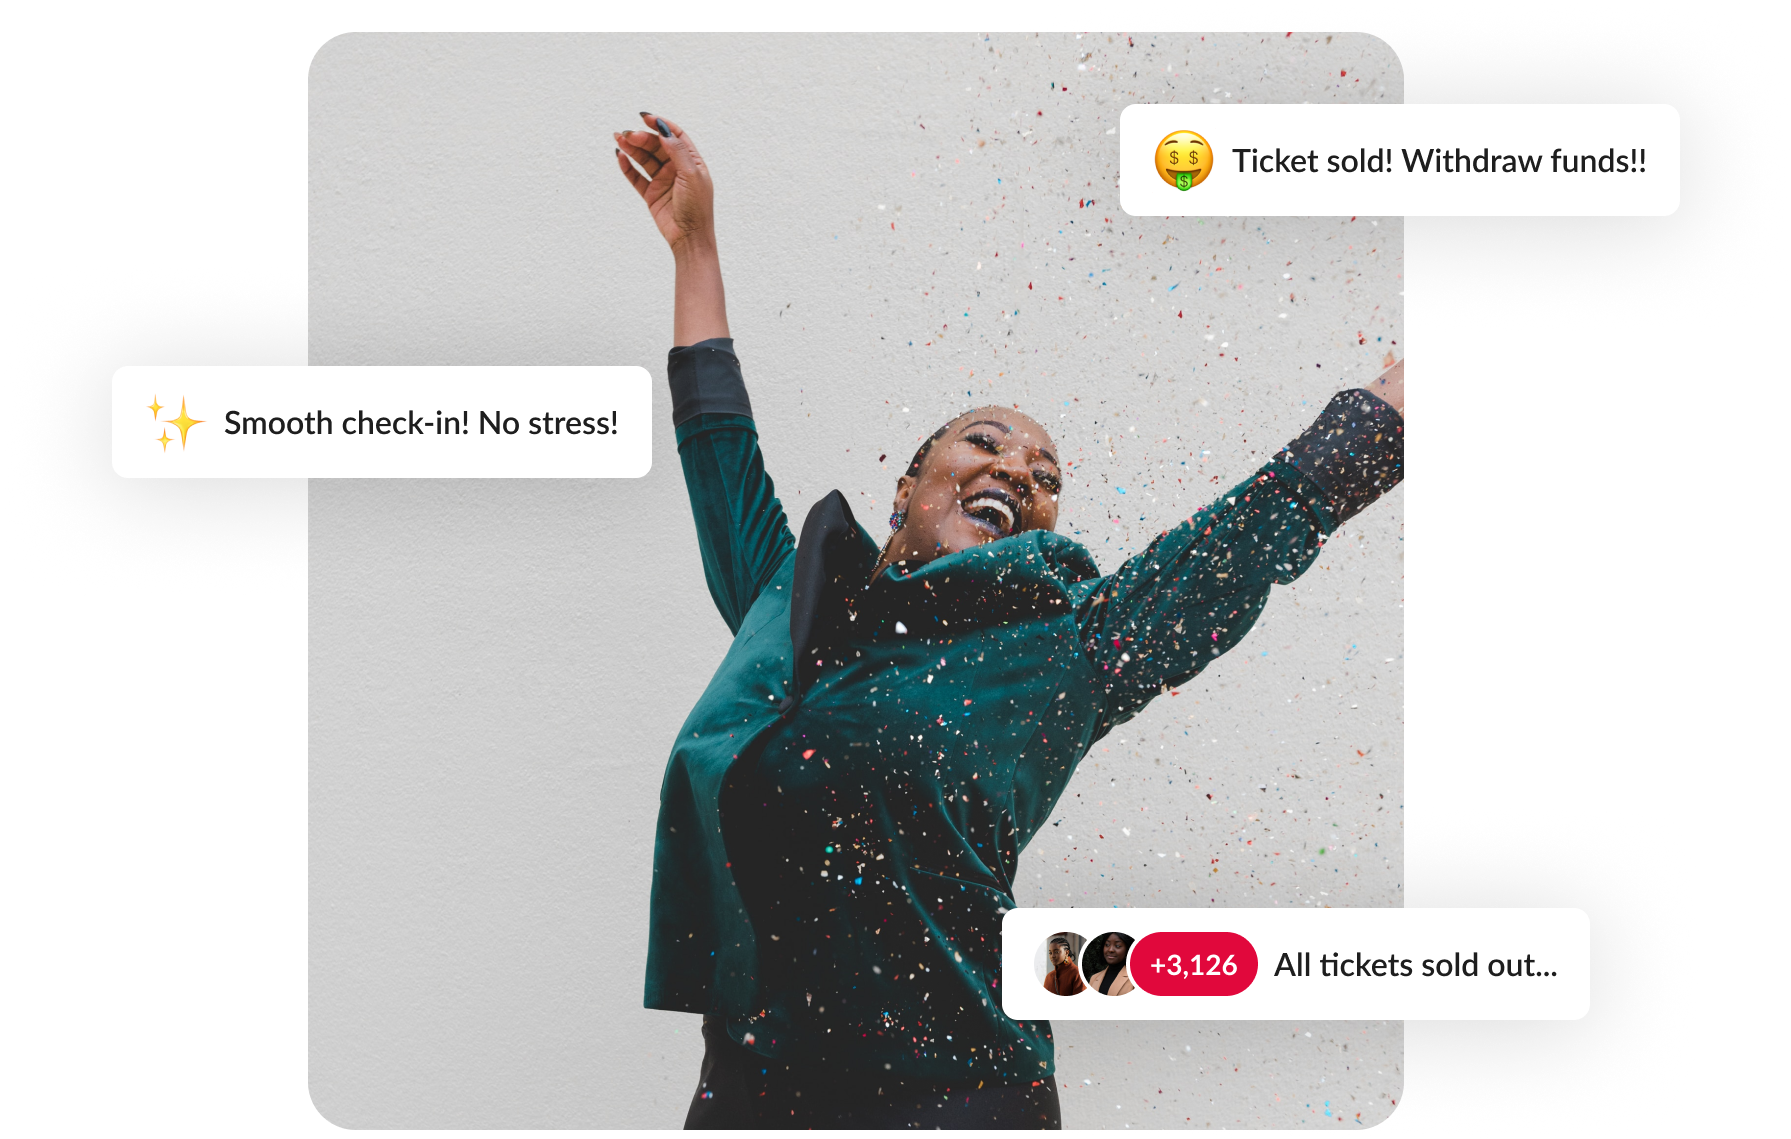 Ticket sold! Withdraw funds!!
Smooth check-in! No stress!
+3,126 All tickets sold out...